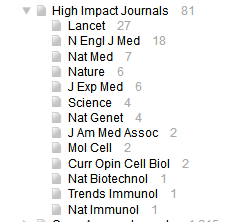 High Impact Journals 81
Lancet 27
N Engl J Med 18
Nat Med 7
Nature 6
J Exp Med 6
Science 4
Nat Genet 4
J Am Med Assoc 2
Mol Cell 2
Curr Opin Cell Biol 2
Nat Biotechnol 1
Trends Immunol 1
Nat Immunol 1